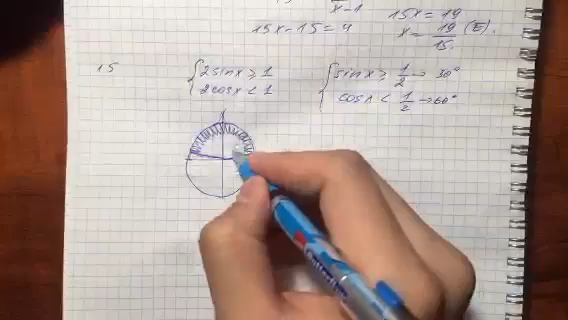 x-1
15x = 19
15x-15=4
x = 19/15 (E).
15
{ 2sinx ≥ 1
2cosx < 1
{ sinx ≥ 1/2 → 30°
cosx < 1/2 → 60°